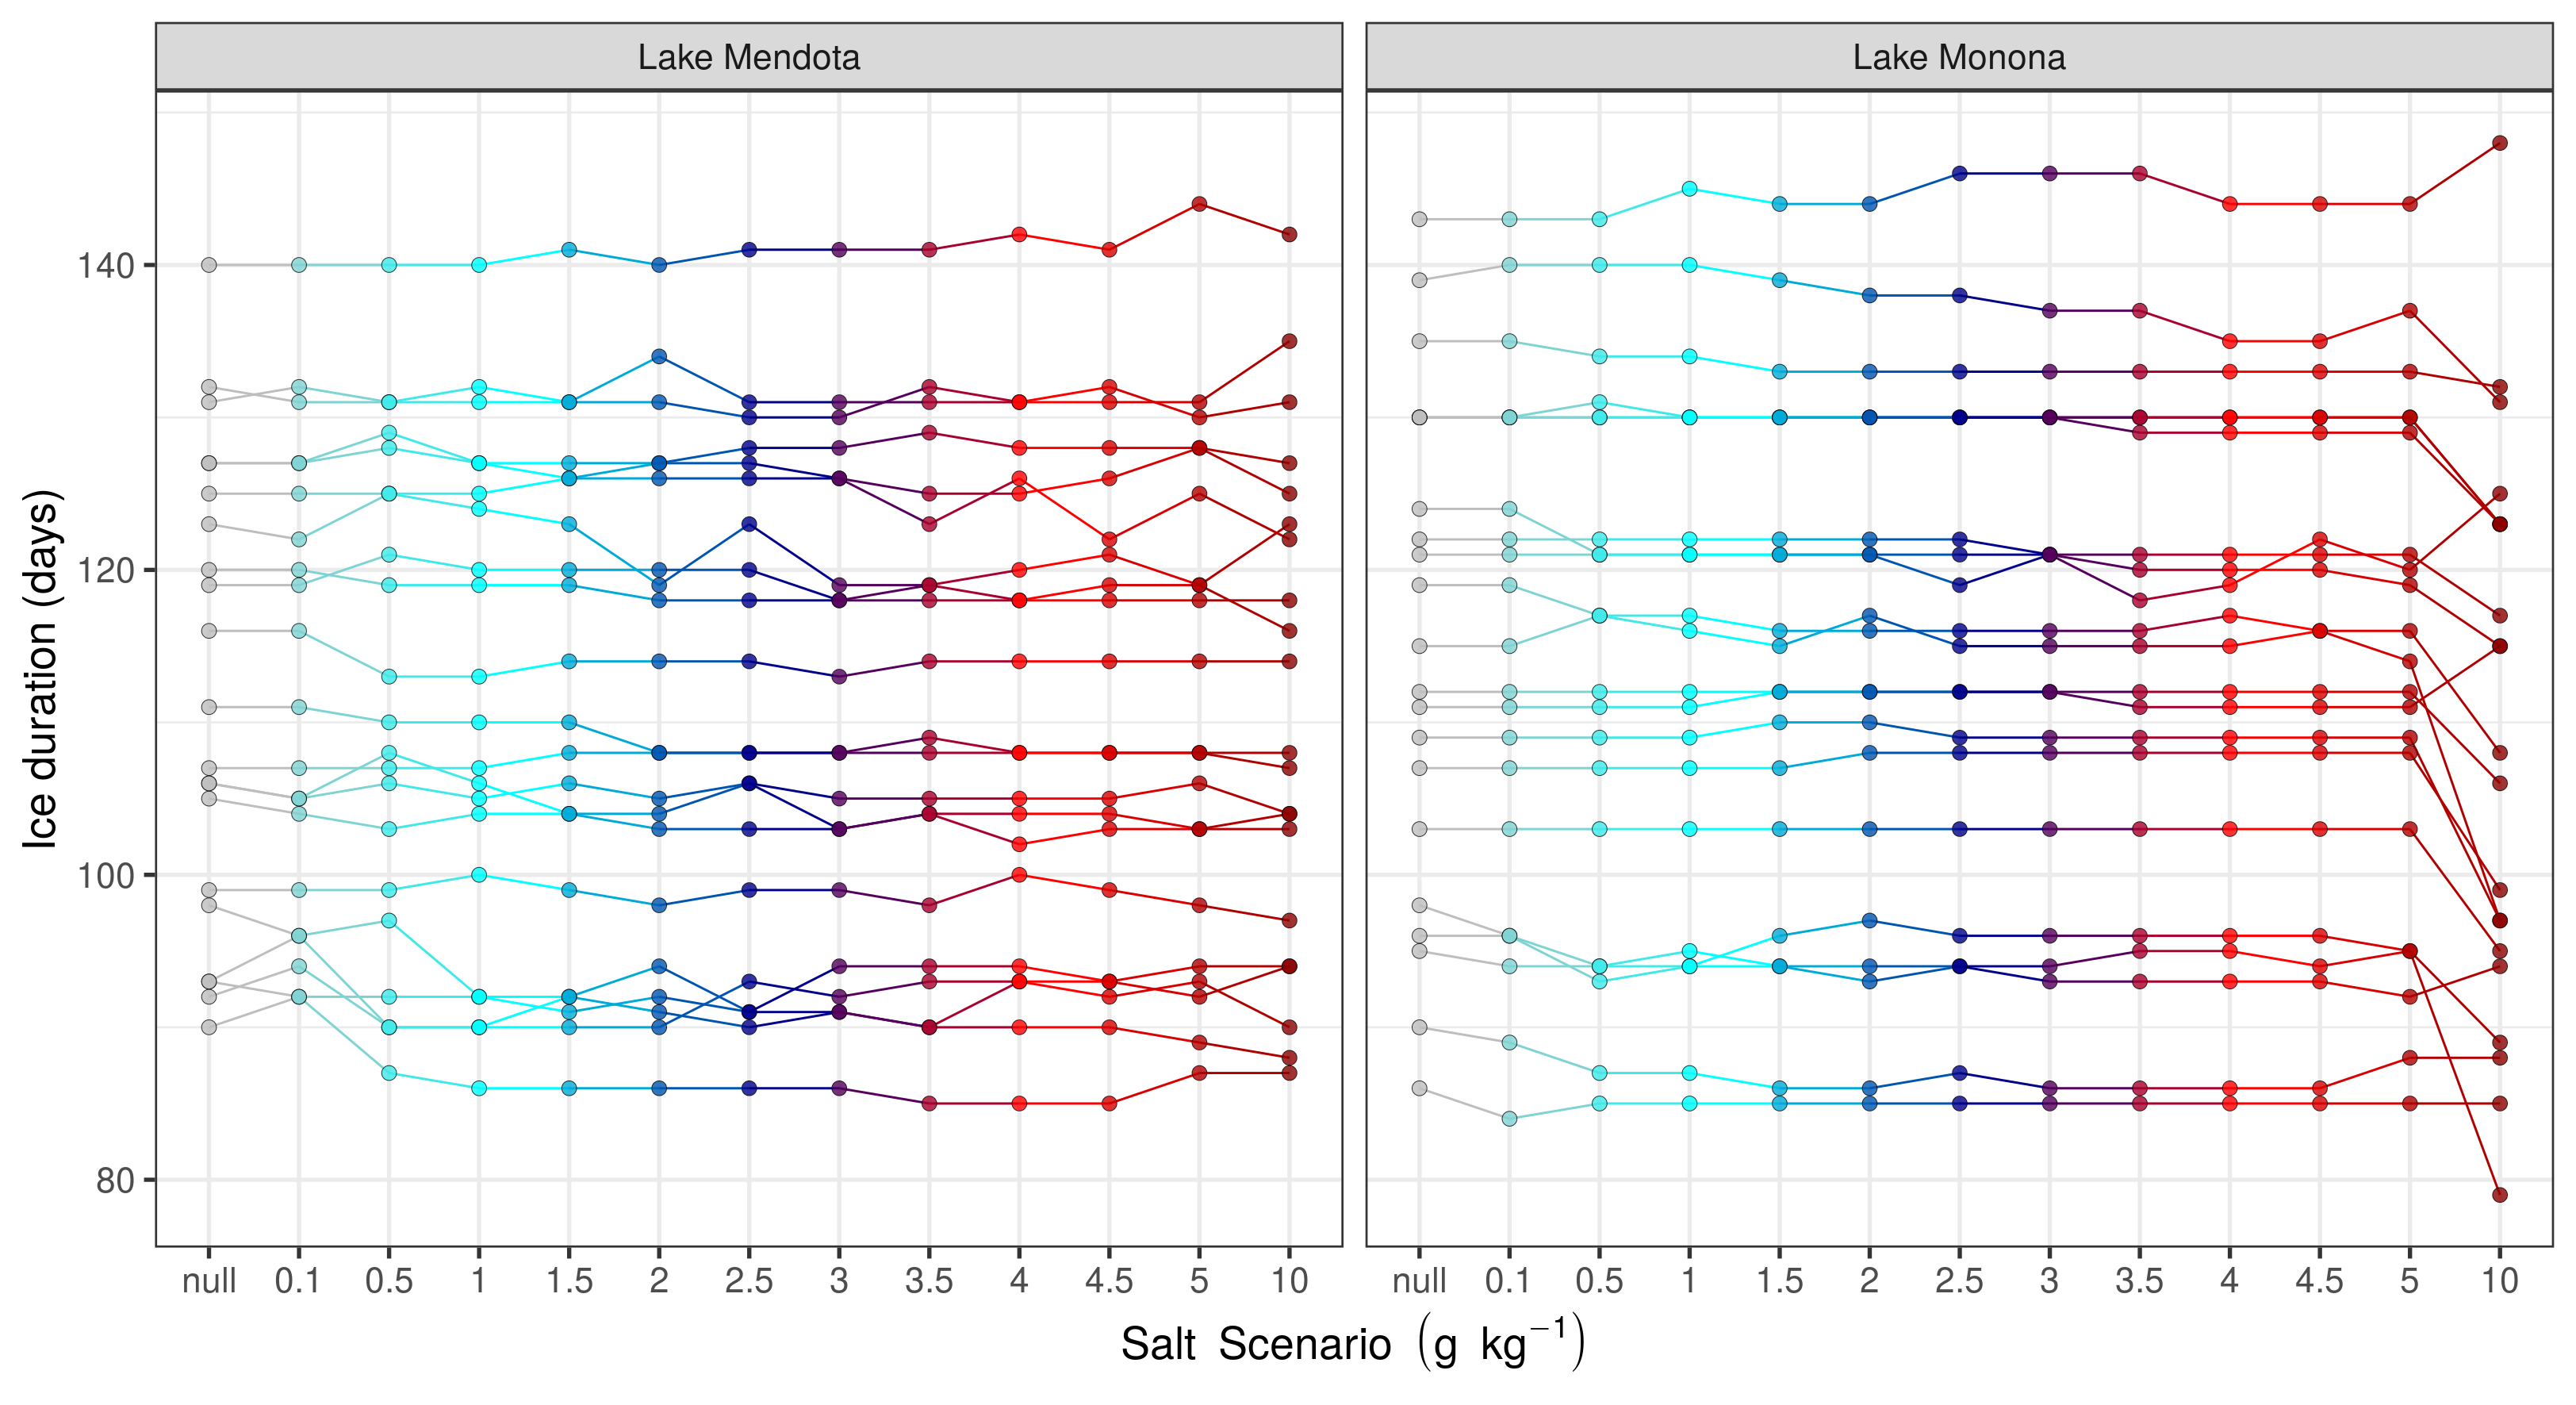 Lake Mendota
Lake Monona
Ice duration (days)
140
120
100
80
null 0.1 0.5 1 1.5 2 2.5 3 3.5 4 4.5 5 10
null 0.1 0.5 1 1.5 2 2.5 3 3.5 4 4.5 5 10
Salt Scenario (g kg⁻¹)